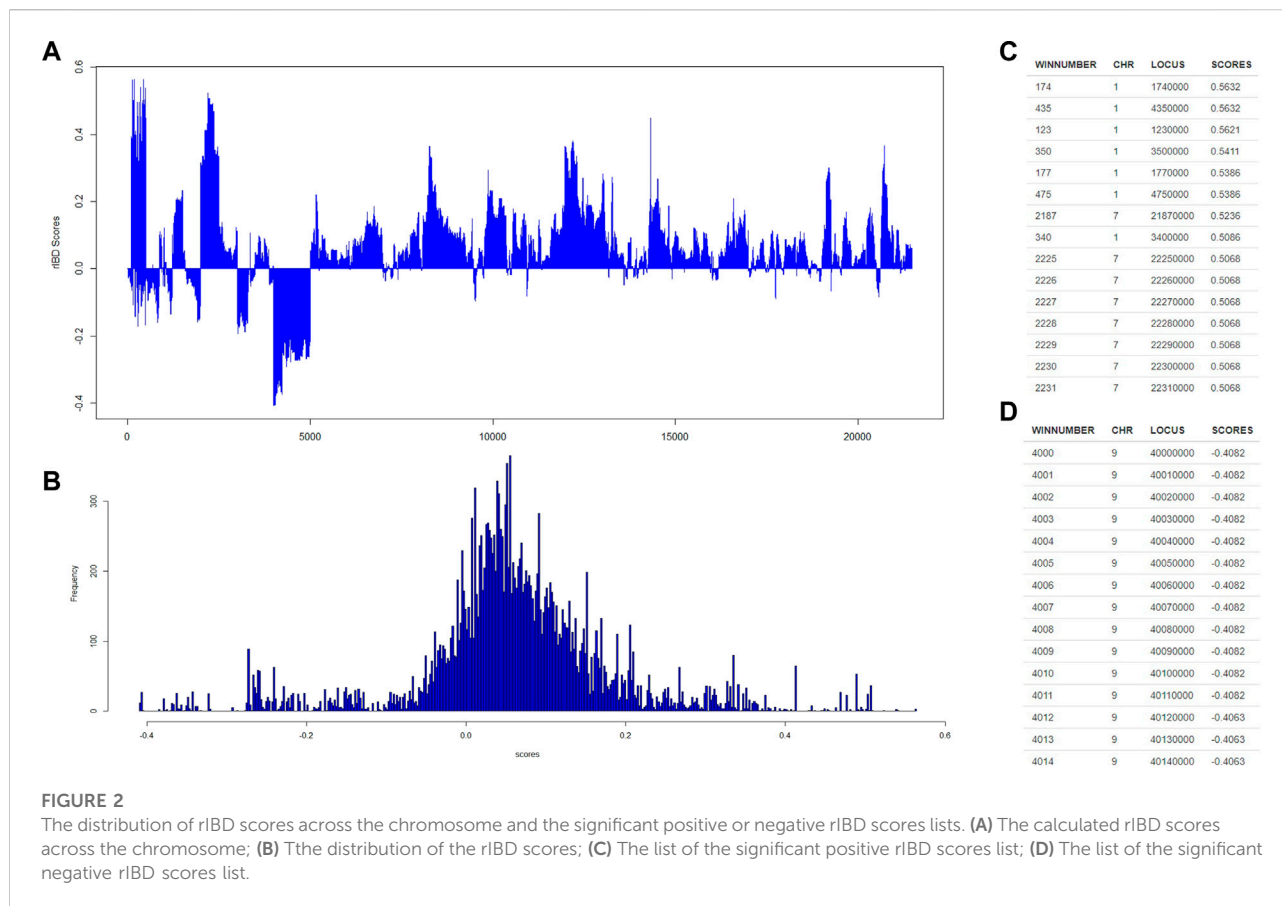 A
0.6
0.4
0.2
0.0
-0.2
-0.4
rIBD Scores
0
5000
10000
15000
20000
B
300
200
100
0
Frequency
-0.4
-0.2
0.0
0.2
0.4
0.6
scores
C
WINNUMBER CHR LOCUS SCORES
174 1 1740000 0.5632
435 1 4350000 0.5632
123 1 1230000 0.5621
350 1 3500000 0.5411
177 1 1770000 0.5386
475 1 4750000 0.5386
2187 7 21870000 0.5236
340 1 3400000 0.5086
2225 7 22250000 0.5068
2226 7 22260000 0.5068
2227 7 22270000 0.5068
2228 7 22280000 0.5068
2229 7 22290000 0.5068
2230 7 22300000 0.5068
2231 7 22310000 0.5068
D
WINNUMBER CHR LOCUS SCORES
4000 9 40000000 -0.4082
4001 9 40010000 -0.4082
4002 9 40020000 -0.4082
4003 9 40030000 -0.4082
4004 9 40040000 -0.4082
4005 9 40050000 -0.4082
4006 9 40060000 -0.4082
4007 9 40070000 -0.4082
4008 9 40080000 -0.4082
4009 9 40090000 -0.4082
4010 9 40100000 -0.4082
4011 9 40110000 -0.4082
4012 9 40120000 -0.4063
4013 9 40130000 -0.4063
4014 9 40140000 -0.4063
FIGURE 2
The distribution of rIBD scores across the chromosome and the significant positive or negative rIBD scores lists. (A) The calculated rIBD scores
across the chromosome; (B) Tthe distribution of the rIBD scores; (C) The list of the significant positive rIBD scores list; (D) The list of the significant
negative rIBD scores list.